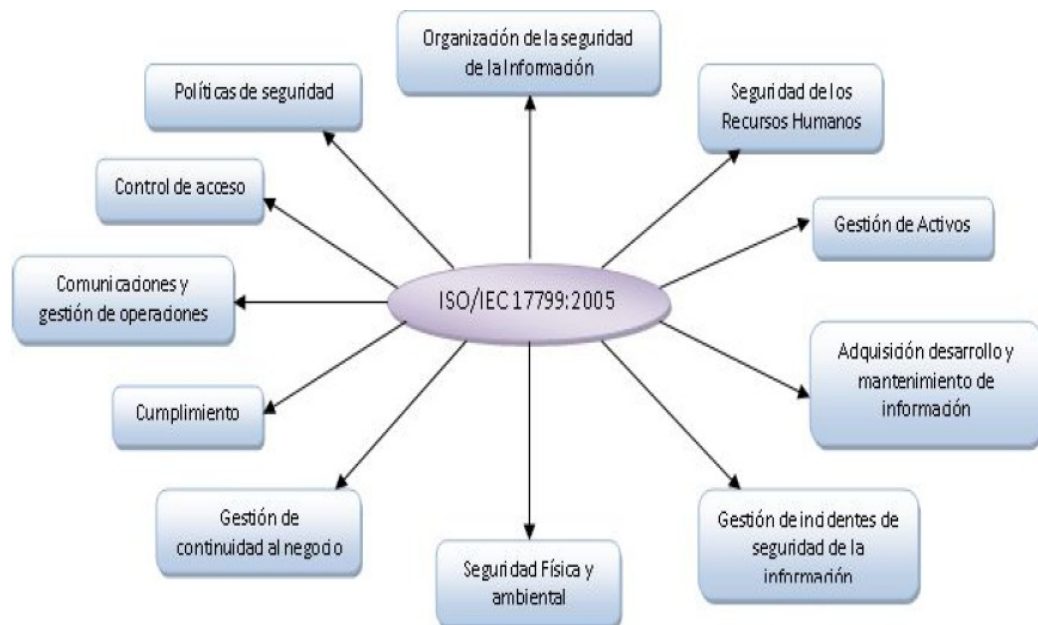 Organización de la seguridad
de la Información
Políticas de seguridad
Seguridad de los
Recursos Humanos
Control de acceso
Gestión de Activos
Comunicaciones y
gestión de operaciones
ISO/IEC 17799:2005
Adquisición desarrollo y
mantenimiento de
información
Cumplimiento
Gestión de
continuidad al negocio
Seguridad Física y
ambiental
Gestión de incidentes de
seguridad de la
información